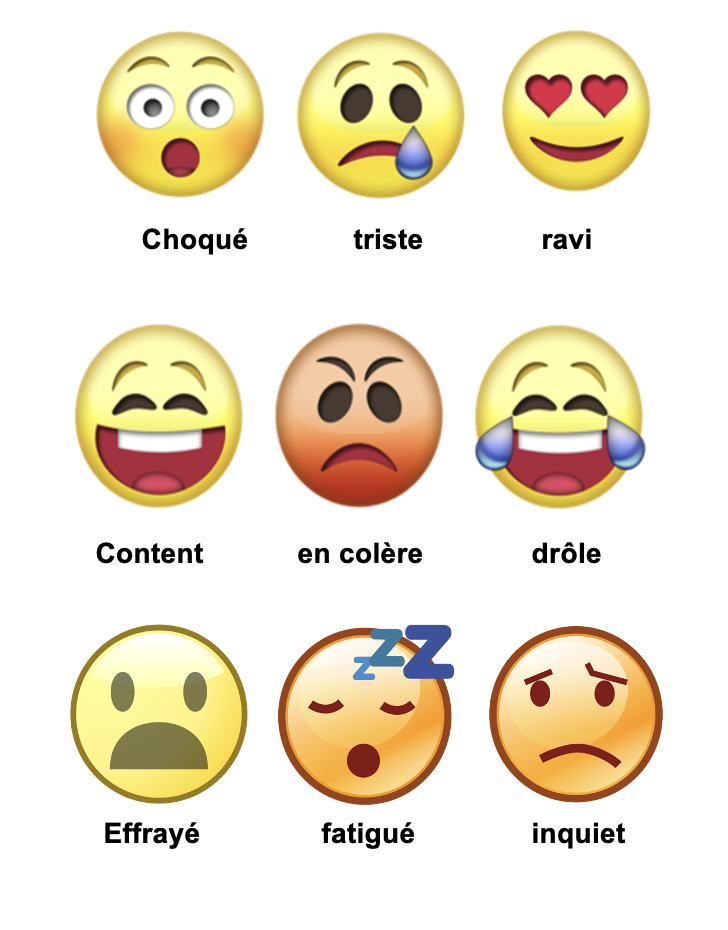 Choqué triste ravi
Content en colère drôle
z z z
Effrayé fatigué inquiet